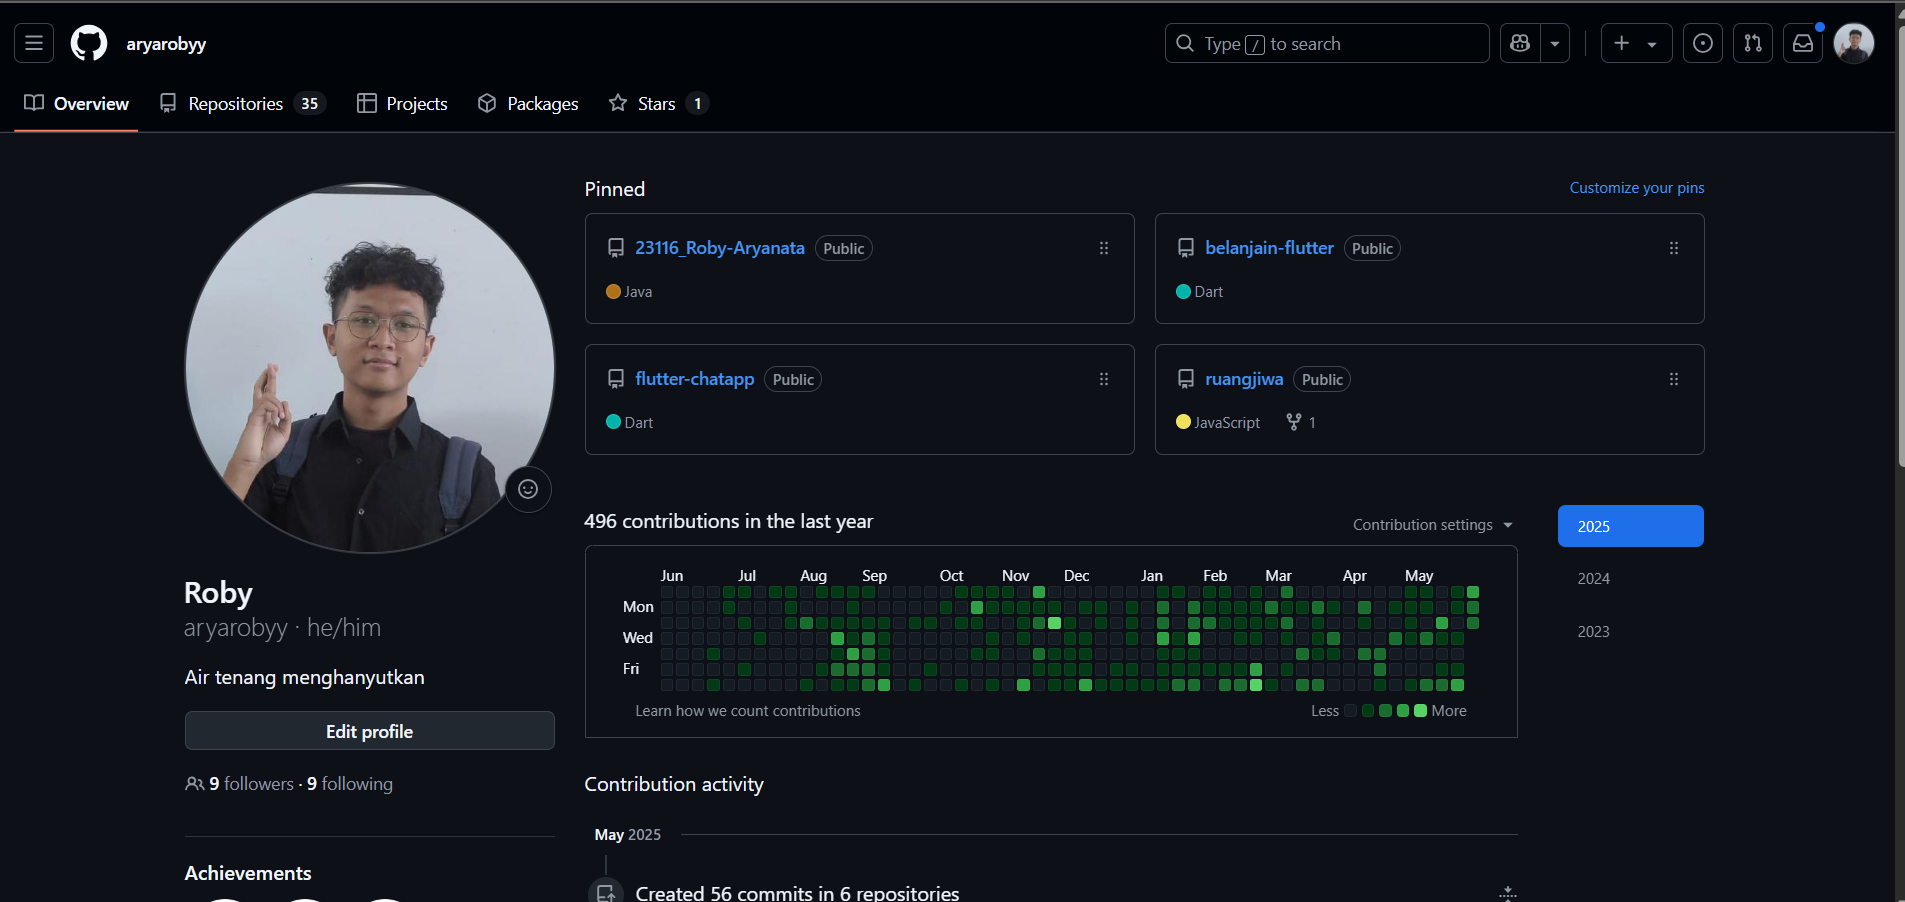 aryarobyy
Type / to search
Overview
Repositories 35
Projects
Packages
Stars 1
Pinned
Customize your pins
23116_Roby-Aryanata Public
Java
belanjain-flutter Public
Dart
flutter-chatapp Public
Dart
ruangjiwa Public
JavaScript 1
Roby
aryarobyy · he/him
Air tenang menghanyutkan
Edit profile
9 followers · 9 following
Achievements
496 contributions in the last year
Contribution settings
2025
2024
2023
Jun Jul Aug Sep Oct Nov Dec Jan Feb Mar Apr May
Mon
Wed
Fri
Learn how we count contributions
Less More
Contribution activity
May 2025
Created 56 commits in 6 repositories